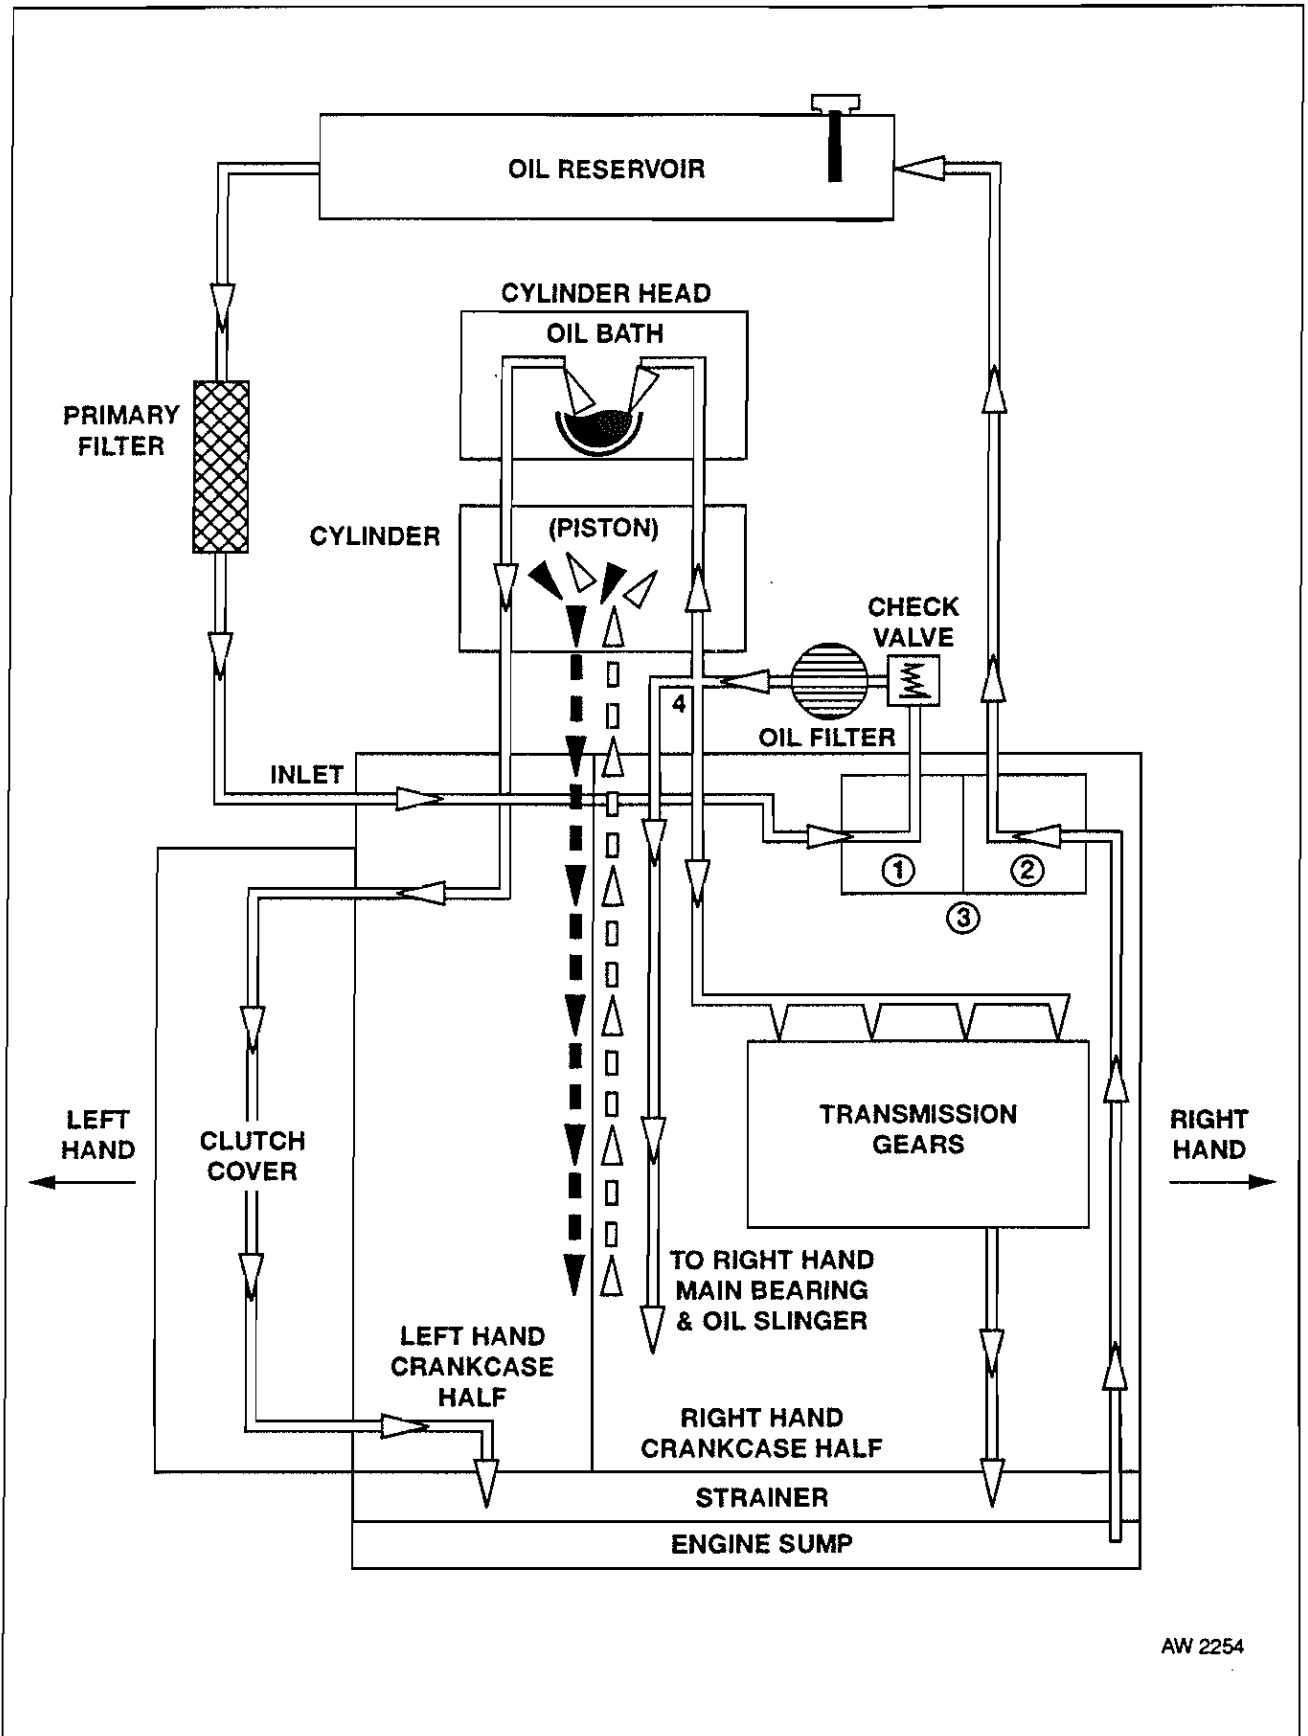 OIL RESERVOIR
CYLINDER HEAD
OIL BATH
PRIMARY
FILTER
CYLINDER
(PISTON)
CHECK
VALVE
4
OIL FILTER
INLET
1
2
3
LEFT
HAND
CLUTCH
COVER
TRANSMISSION
GEARS
RIGHT
HAND
TO RIGHT HAND
MAIN BEARING
& OIL SLINGER
LEFT HAND
CRANKCASE
HALF
RIGHT HAND
CRANKCASE HALF
STRAINER
ENGINE SUMP
AW 2254